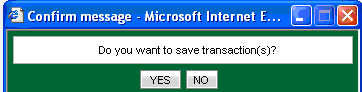 Confirm message - Microsoft Internet E...
Do you want to save transaction(s)?
YES NO